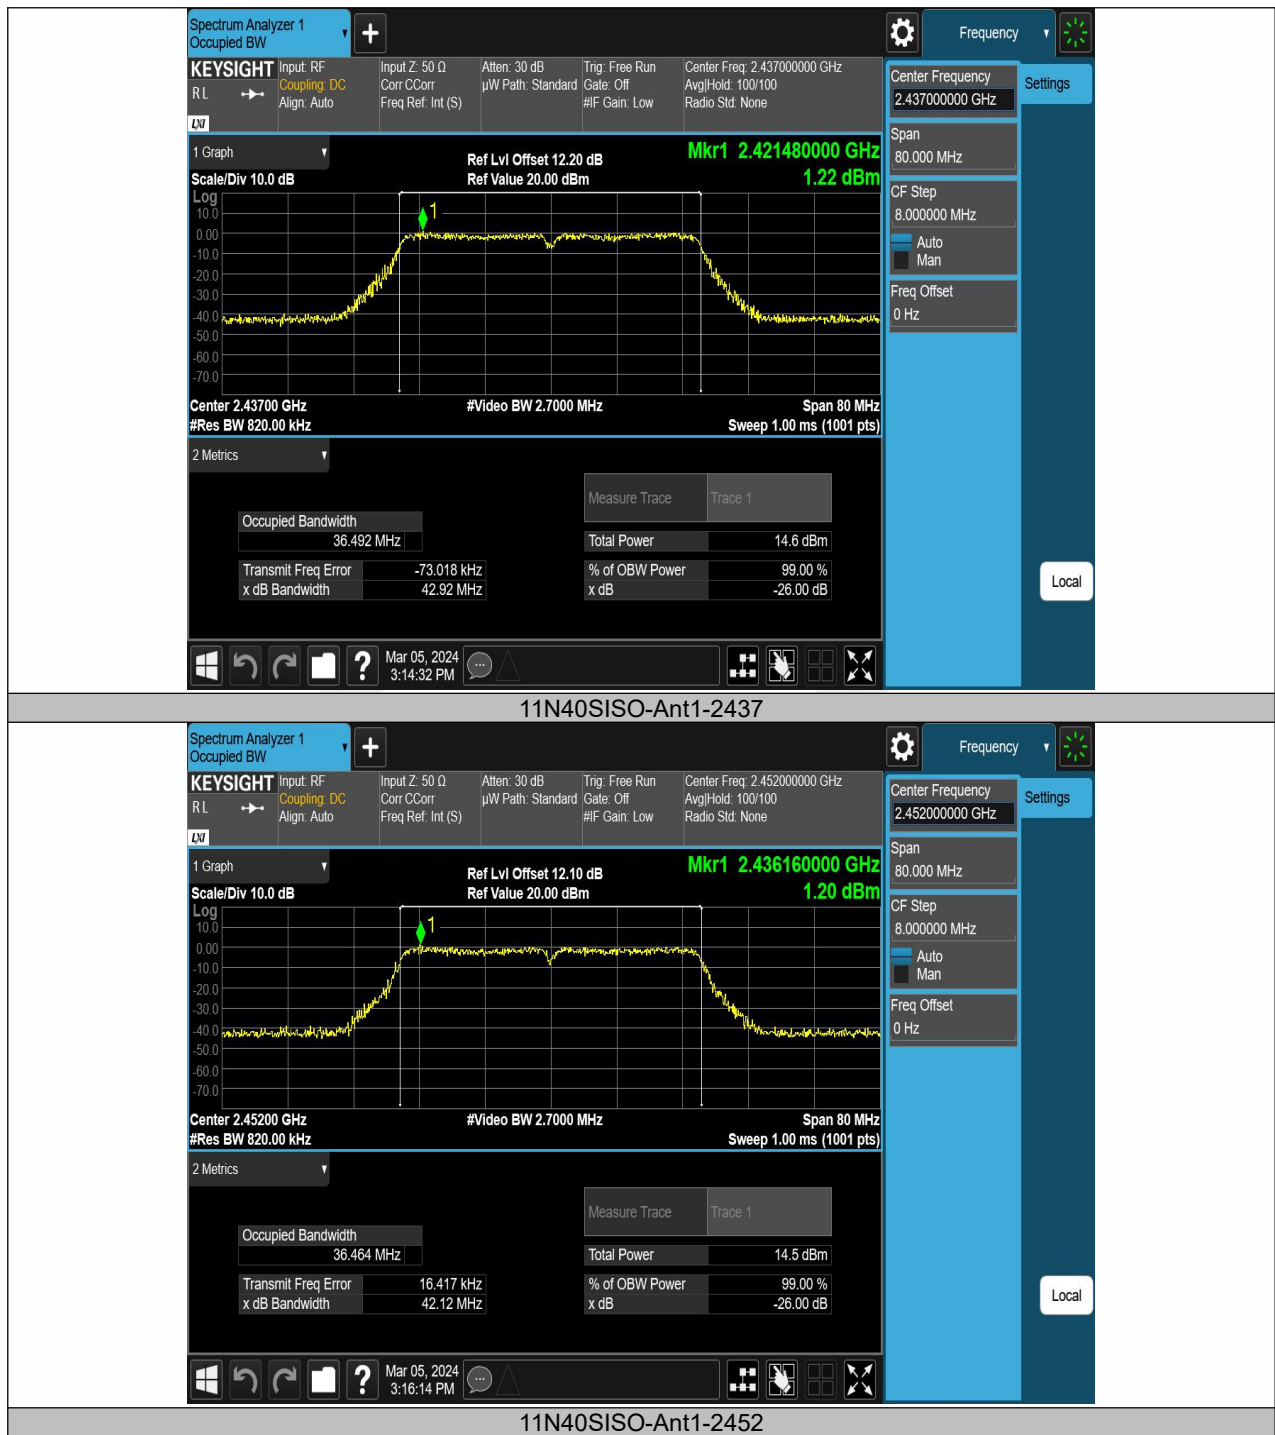 Spectrum Analyzer 1
Occupied BW
Frequency
KEYSIGHT
R L
LXI
Input: RF
Coupling: DC
Align: Auto
Input Z: 50 Ω
Corr CCorr
Freq Ref: Int (S)
Atten: 30 dB
µW Path: Standard
Trig: Free Run
Gate: Off
#IF Gain: Low
Center Freq: 2.437000000 GHz
Avg|Hold: 100/100
Radio Std: None
Center Frequency
2.437000000 GHz
Settings
Span
80.000 MHz
CF Step
8.000000 MHz
Auto
Man
Freq Offset
0 Hz
Local
1 Graph
Scale/Div 10.0 dB
Ref Lvl Offset 12.20 dB
Ref Value 20.00 dBm
Mkr1 2.421480000 GHz
1.22 dBm
Log
10.0
0.00
-10.0
-20.0
-30.0
-40.0
-50.0
-60.0
-70.0
1
Center 2.43700 GHz
#Video BW 2.7000 MHz
Span 80 MHz
#Res BW 820.00 kHz
Sweep 1.00 ms (1001 pts)
2 Metrics
Measure Trace Trace 1
Occupied Bandwidth
36.492 MHz
Total Power 14.6 dBm
Transmit Freq Error -73.018 kHz
% of OBW Power 99.00 %
x dB Bandwidth 42.92 MHz
x dB -26.00 dB
?
Mar 05, 2024
3:14:32 PM
11N40SISO-Ant1-2437
Spectrum Analyzer 1
Occupied BW
Frequency
KEYSIGHT
R L
LXI
Input: RF
Coupling: DC
Align: Auto
Input Z: 50 Ω
Corr CCorr
Freq Ref: Int (S)
Atten: 30 dB
µW Path: Standard
Trig: Free Run
Gate: Off
#IF Gain: Low
Center Freq: 2.452000000 GHz
Avg|Hold: 100/100
Radio Std: None
Center Frequency
2.452000000 GHz
Settings
Span
80.000 MHz
CF Step
8.000000 MHz
Auto
Man
Freq Offset
0 Hz
Local
1 Graph
Scale/Div 10.0 dB
Ref Lvl Offset 12.10 dB
Ref Value 20.00 dBm
Mkr1 2.436160000 GHz
1.20 dBm
Log
10.0
0.00
-10.0
-20.0
-30.0
-40.0
-50.0
-60.0
-70.0
1
Center 2.45200 GHz
#Video BW 2.7000 MHz
Span 80 MHz
#Res BW 820.00 kHz
Sweep 1.00 ms (1001 pts)
2 Metrics
Measure Trace Trace 1
Occupied Bandwidth
36.464 MHz
Total Power 14.5 dBm
Transmit Freq Error 16.417 kHz
% of OBW Power 99.00 %
x dB Bandwidth 42.12 MHz
x dB -26.00 dB
?
Mar 05, 2024
3:16:14 PM
11N40SISO-Ant1-2452